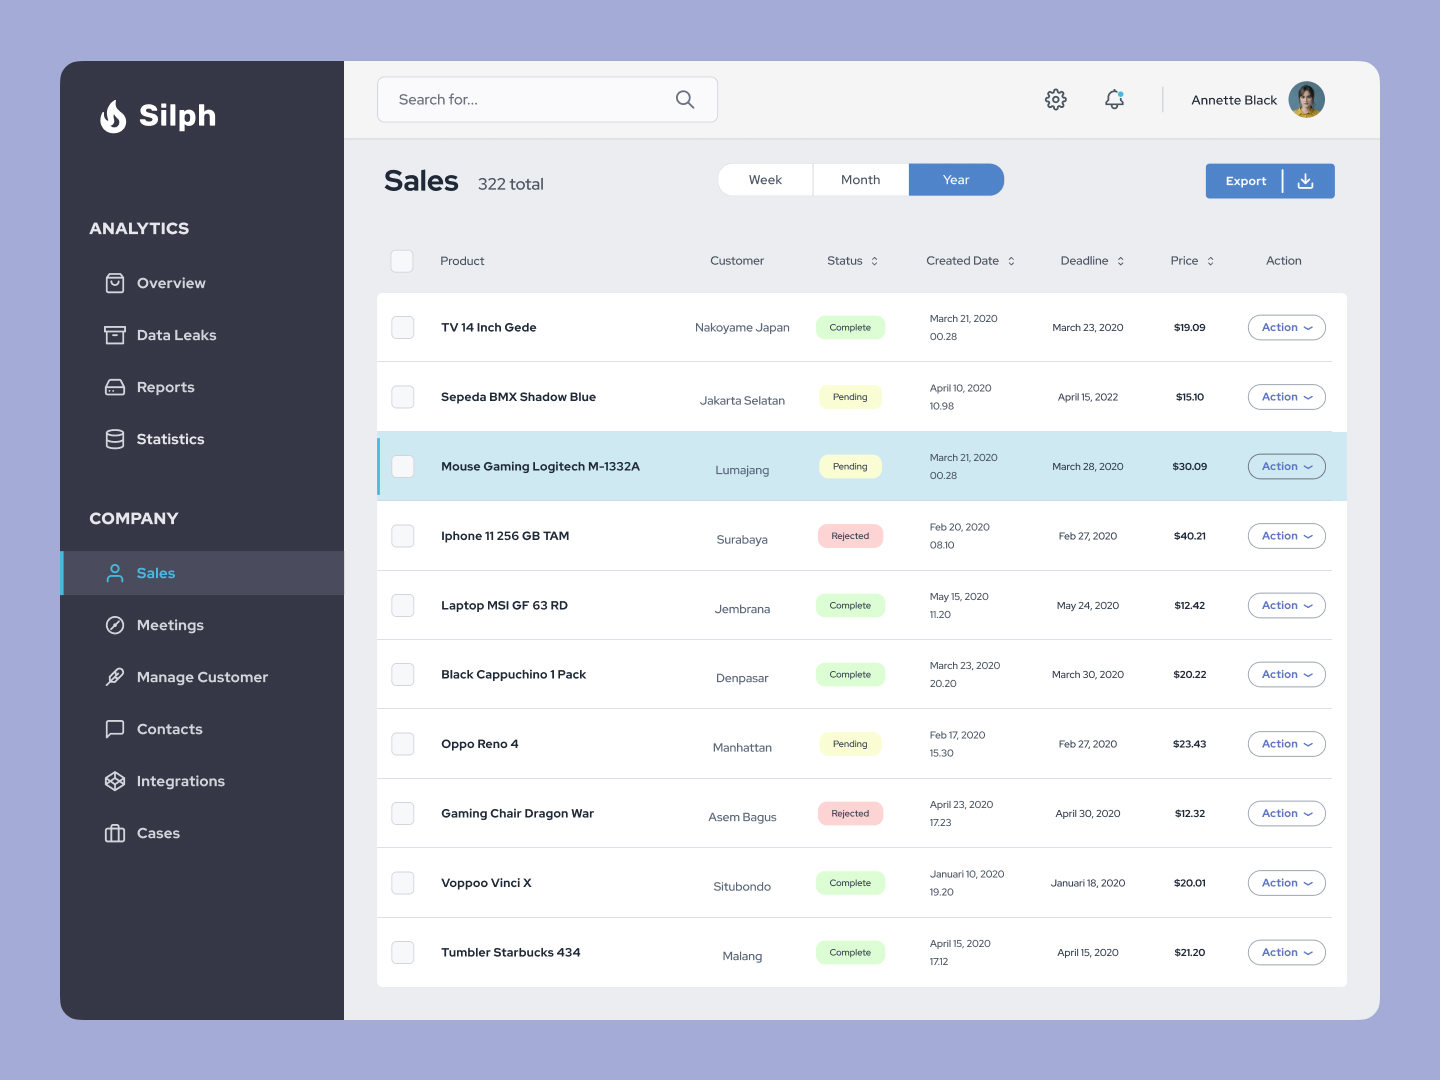 Silph
Search for...
Annette Black
ANALYTICS
Overview
Data Leaks
Reports
Statistics
COMPANY
Sales
Meetings
Manage Customer
Contacts
Integrations
Cases
Sales 322 total
Week Month Year
Export
Product Customer Status Created Date Deadline Price Action
TV 14 Inch Gede Nakoyame Japan Complete March 21, 2020 00.28 March 23, 2020 $19.09 Action
Sepeda BMX Shadow Blue Jakarta Selatan Pending April 10, 2020 10.98 April 15, 2022 $15.10 Action
Mouse Gaming Logitech M-1332A Lumajang Pending March 21, 2020 00.28 March 28, 2020 $30.09 Action
Iphone 11 256 GB TAM Surabaya Rejected Feb 20, 2020 08.10 Feb 27, 2020 $40.21 Action
Laptop MSI GF 63 RD Jembrana Complete May 15, 2020 11.20 May 24, 2020 $12.42 Action
Black Cappuchino 1 Pack Denpasar Complete March 23, 2020 20.20 March 30, 2020 $20.22 Action
Oppo Reno 4 Manhattan Pending Feb 17, 2020 15.30 Feb 27, 2020 $23.43 Action
Gaming Chair Dragon War Asem Bagus Rejected April 23, 2020 17.23 April 30, 2020 $12.32 Action
Voppoo Vinci X Situbondo Complete Januari 10, 2020 19.20 Januari 18, 2020 $20.01 Action
Tumbler Starbucks 434 Malang Complete April 15, 2020 17.12 April 15, 2020 $21.20 Action